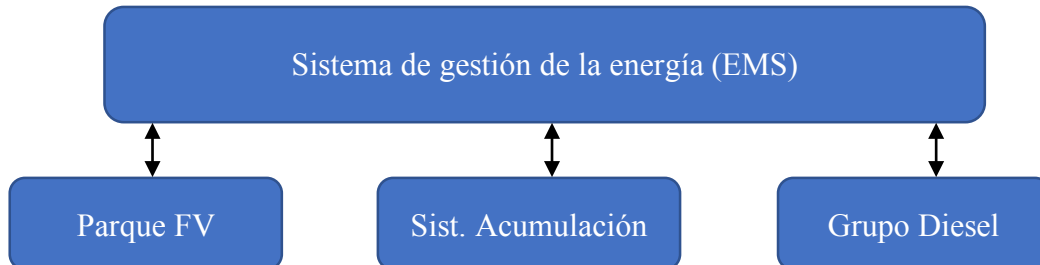 Sistema de gestión de la energía (EMS)
Parque FV
Sist. Acumulación
Grupo Diesel